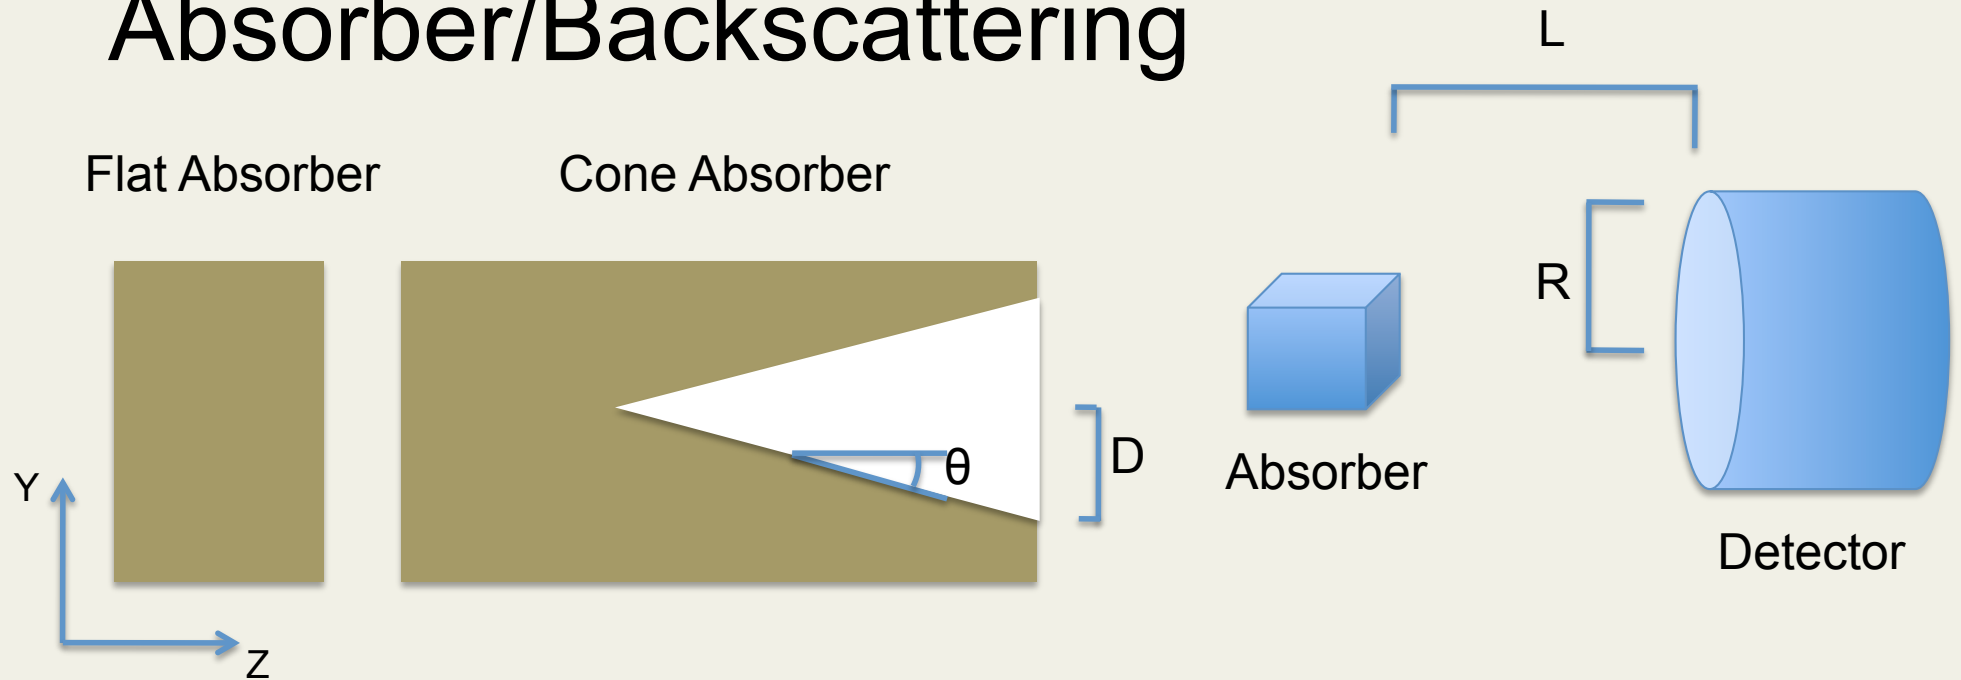 Absorber/Backscattering
L
Flat Absorber
Cone Absorber
R
θ
D
Absorber
Y
Detector
Z